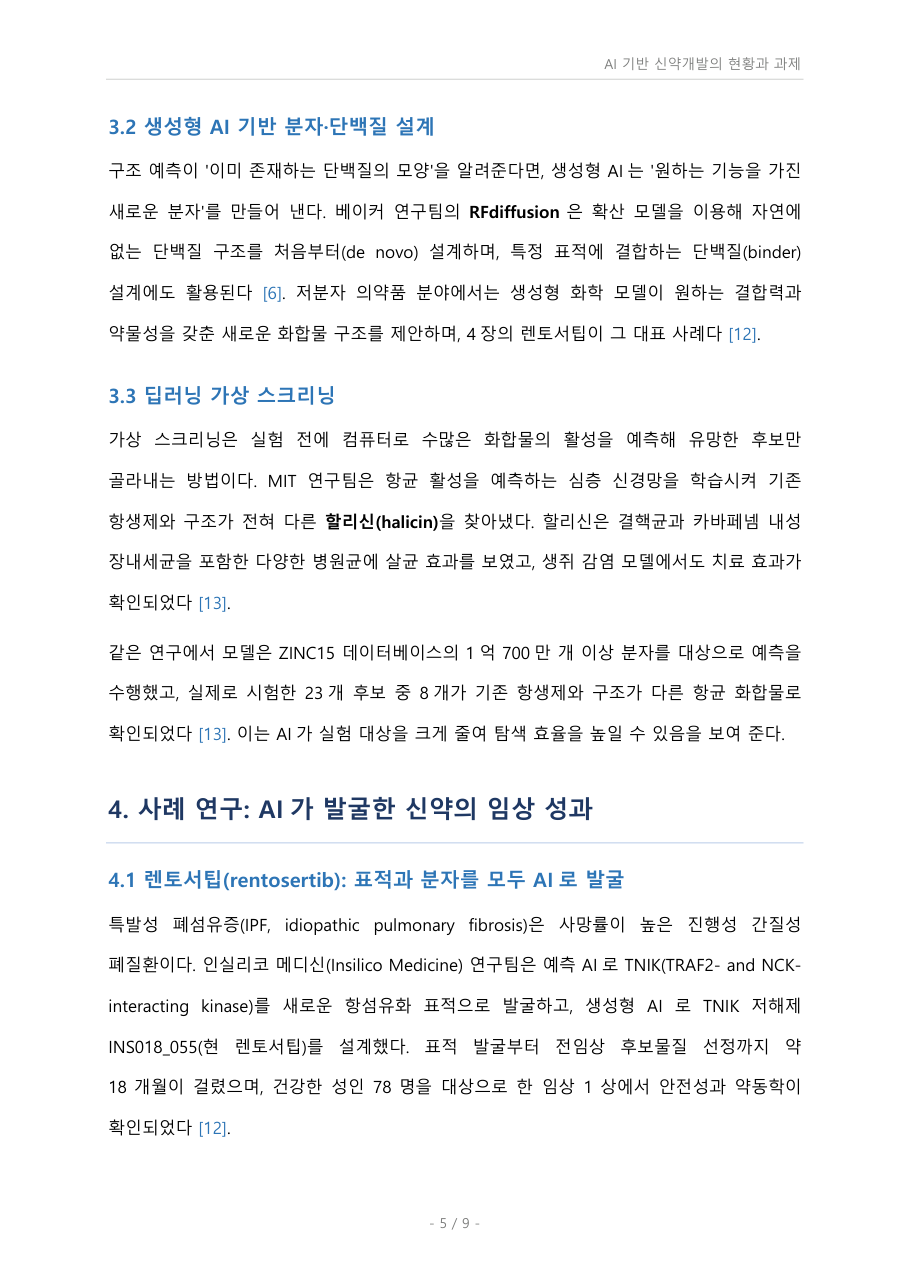 AI 기반 신약개발의 현황과 과제
3.2 생성형 AI 기반 분자·단백질 설계
구조 예측이 '이미 존재하는 단백질의 모양'을 알려준다면, 생성형 AI 는 '원하는 기능을 가진
새로운 분자'를 만들어 낸다. 베이커 연구팀의 RFdiffusion 은 확산 모델을 이용해 자연에
없는 단백질 구조를 처음부터(de novo) 설계하며, 특정 표적에 결합하는 단백질(binder)
설계에도 활용된다 [6]. 저분자 의약품 분야에서는 생성형 화학 모델이 원하는 결합력과
약물성을 갖춘 새로운 화합물 구조를 제안하며, 4 장의 렌토서팁이 그 대표 사례다 [12].
3.3 딥러닝 가상 스크리닝
가상 스크리닝은 실험 전에 컴퓨터로 수많은 화합물의 활성을 예측해 유망한 후보만
골라내는 방법이다. MIT 연구팀은 항균 활성을 예측하는 심층 신경망을 학습시켜 기존
항생제와 구조가 전혀 다른 할리신(halicin)을 찾아냈다. 할리신은 결핵균과 카바페넴 내성
장내세균을 포함한 다양한 병원균에 살균 효과를 보였고, 생쥐 감염 모델에서도 치료 효과가
확인되었다 [13].
같은 연구에서 모델은 ZINC15 데이터베이스의 1 억 700 만 개 이상 분자를 대상으로 예측을
수행했고, 실제로 시험한 23 개 후보 중 8 개가 기존 항생제와 구조가 다른 항균 화합물로
확인되었다 [13]. 이는 AI 가 실험 대상을 크게 줄여 탐색 효율을 높일 수 있음을 보여 준다.
4. 사례 연구: AI 가 발굴한 신약의 임상 성과
4.1 렌토서팁(rentosertib): 표적과 분자를 모두 AI 로 발굴
특발성 폐섬유증(IPF, idiopathic pulmonary fibrosis)은 사망률이 높은 진행성 간질성
폐질환이다. 인실리코 메디신(Insilico Medicine) 연구팀은 예측 AI 로 TNIK(TRAF2- and NCK-
interacting kinase)를 새로운 항섬유화 표적으로 발굴하고, 생성형 AI 로 TNIK 저해제
INS018_055(현 렌토서팁)를 설계했다. 표적 발굴부터 전임상 후보물질 선정까지 약
18 개월이 걸렸으며, 건강한 성인 78 명을 대상으로 한 임상 1 상에서 안전성과 약동학이
확인되었다 [12].
- 5 / 9 -